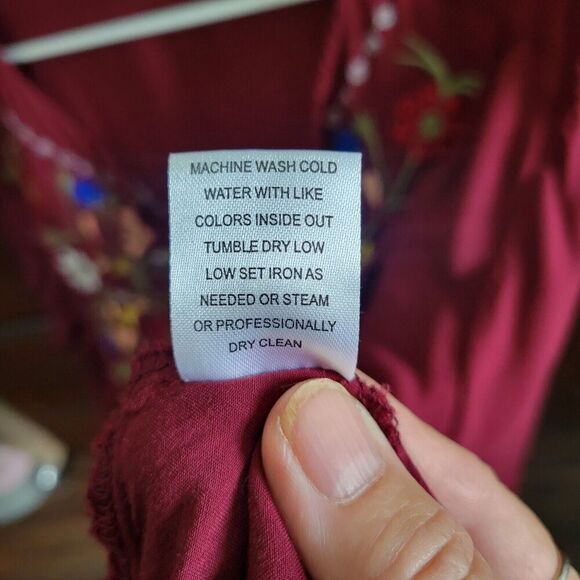 MACHINE WASH COLD
WATER WITH LIKE
COLORS INSIDE OUT
TUMBLE DRY LOW
LOW SET IRON AS
NEEDED OR STEAM
OR PROFESSIONALLY
DRY CLEAN